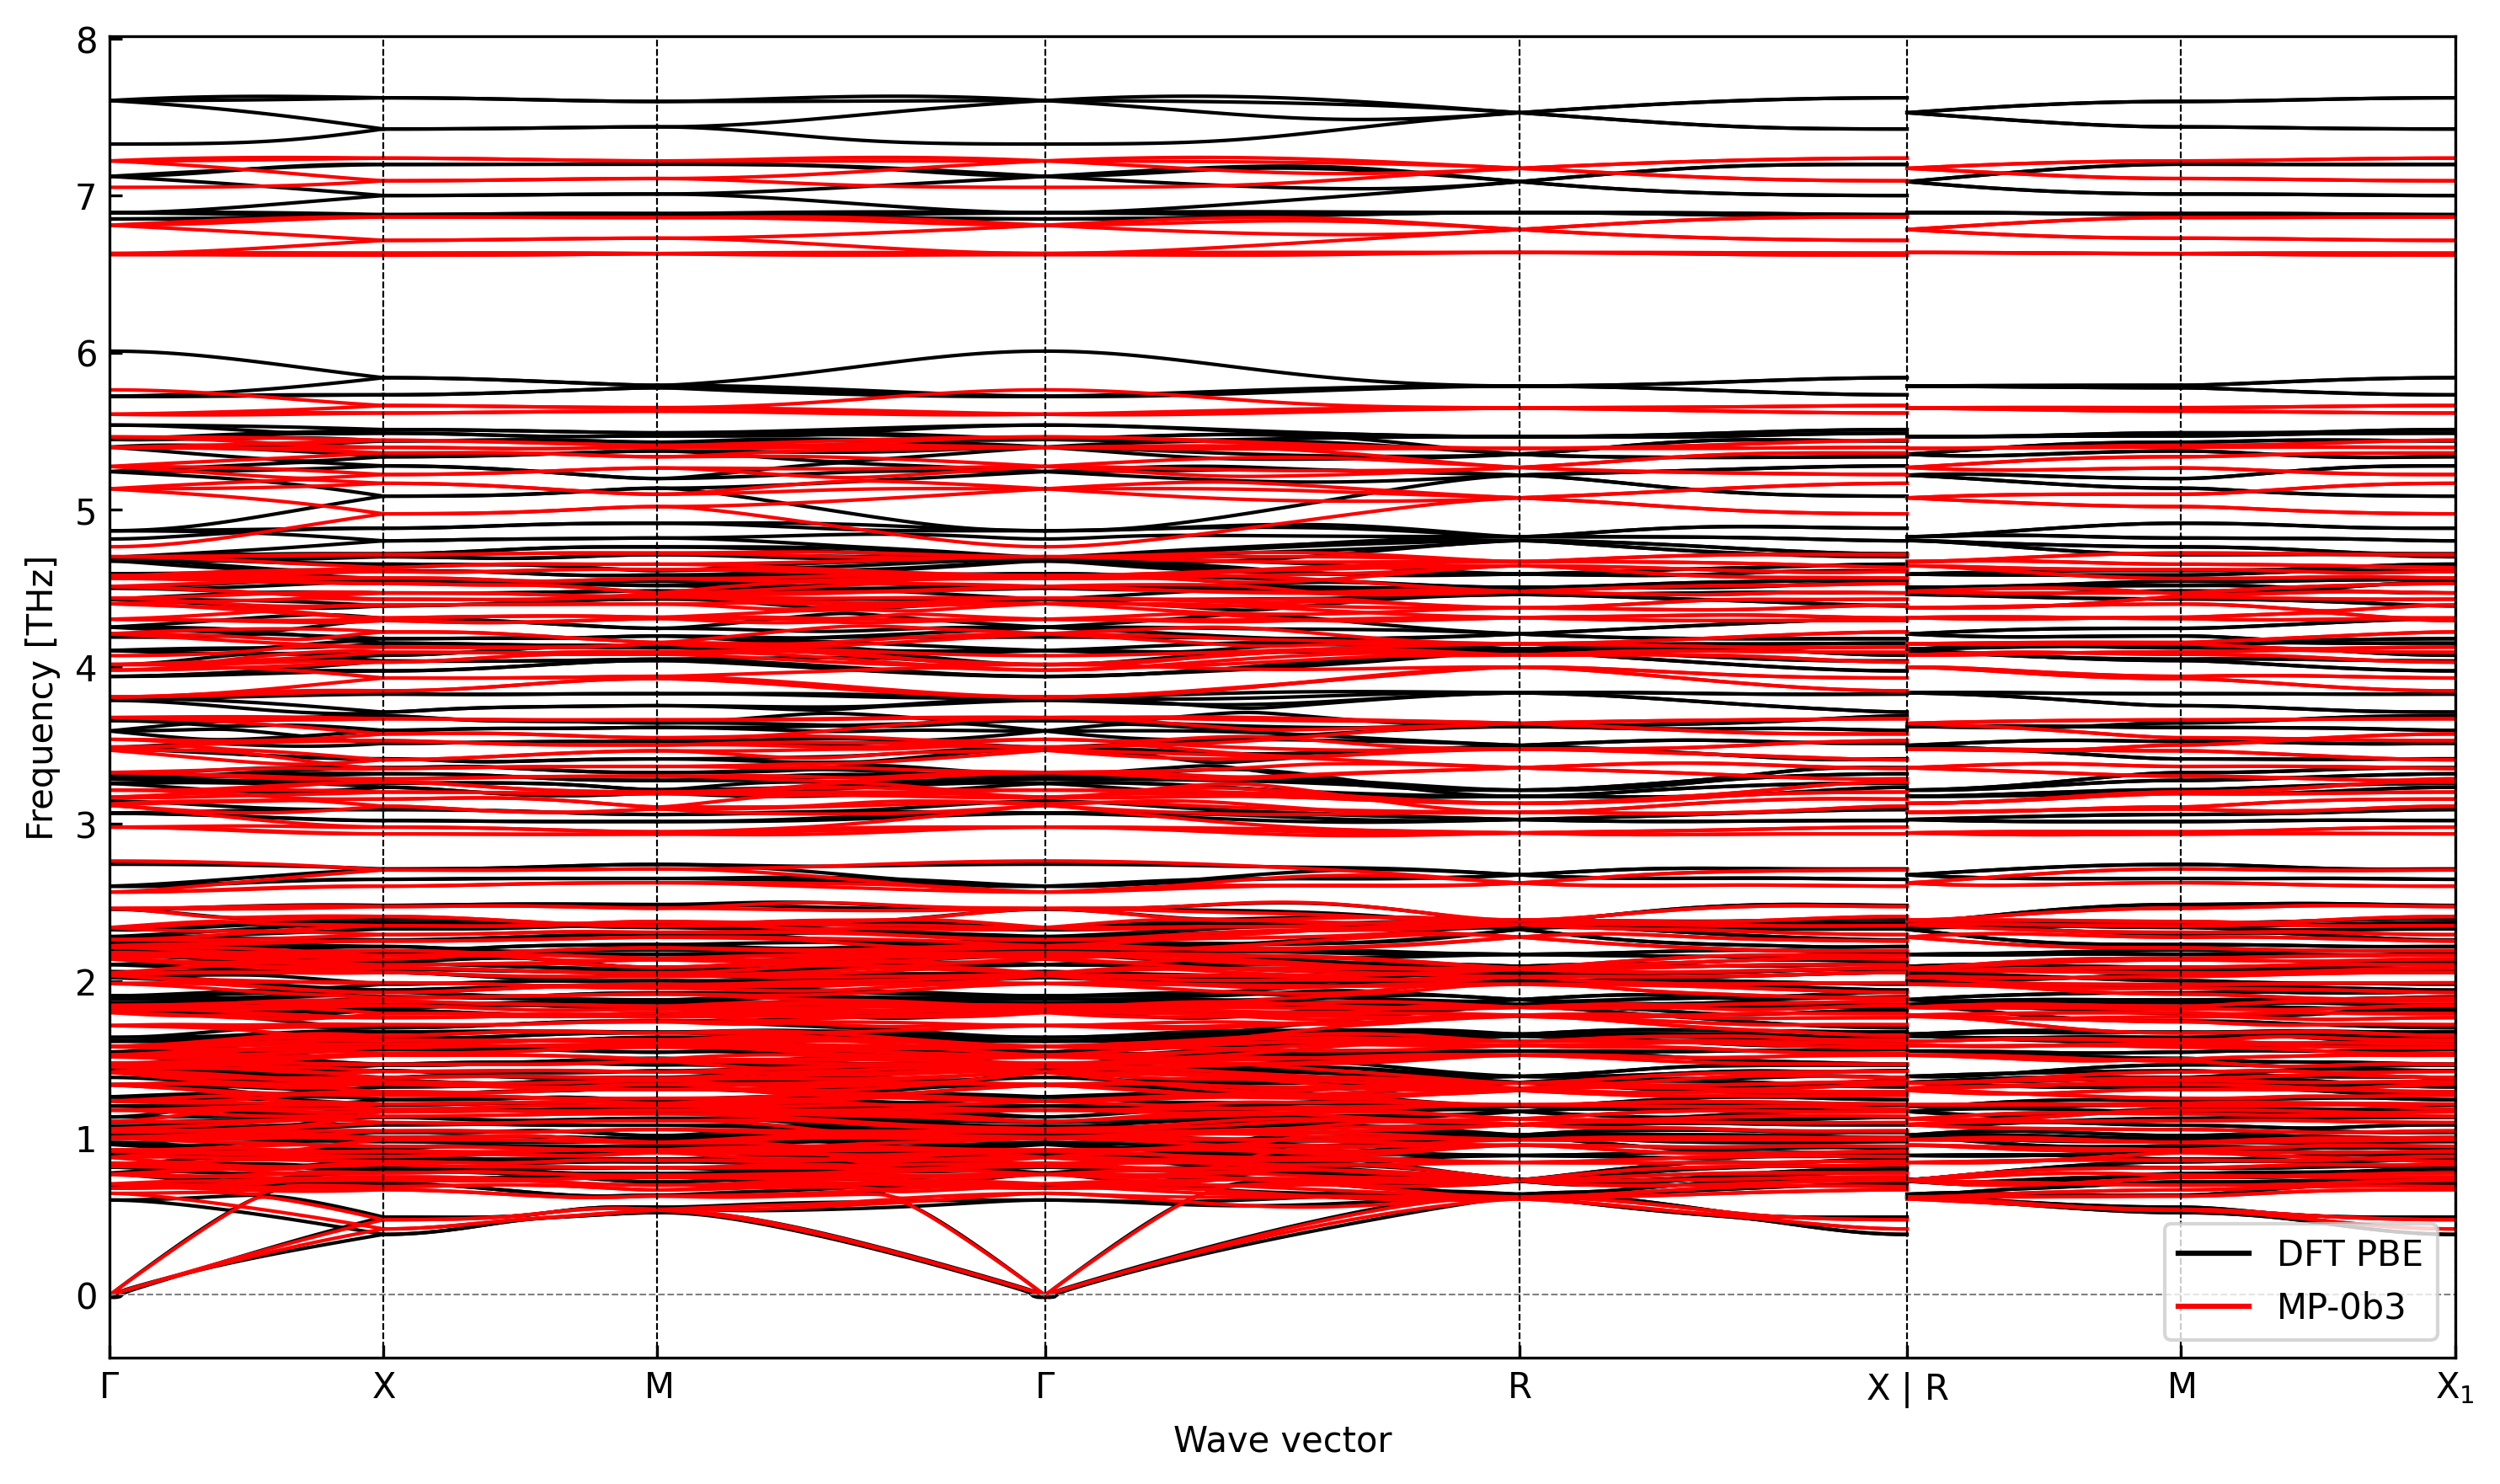 8
7
6
5
4
3
2
1
0
Frequency [THz]
DFT PBE
MP-0b3
Γ X M Γ R X | R M X₁
Wave vector